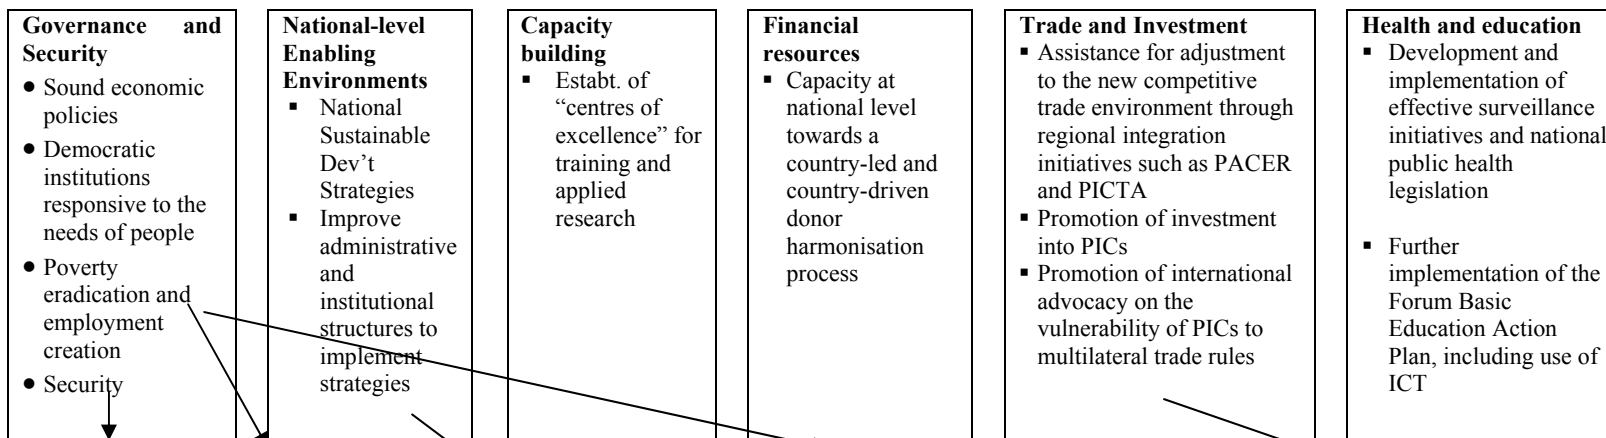 Governance and
Security
• Sound economic
policies
• Democratic
institutions
responsive to the
needs of people
• Poverty
eradication and
employment
creation
• Security
National-level
Enabling
Environments
▪ National
Sustainable
Dev’t
Strategies
▪ Improve
administrative
and
institutional
structures to
implement
strategies
Capacity
building
▪ Estabt. of
“centres of
excellence” for
training and
applied
research
Financial
resources
▪ Capacity at
national level
towards a
country-led and
country-driven
donor
harmonisation
process
Trade and Investment
▪ Assistance for adjustment
to the new competitive
trade environment through
regional integration
initiatives such as PACER
and PICTA
▪ Promotion of investment
into PICs
▪ Promotion of international
advocacy on the
vulnerability of PICs to
multilateral trade rules
Health and education
▪ Development and
implementation of
effective surveillance
initiatives and national
public health
legislation
▪ Further
implementation of the
Forum Basic
Education Action
Plan, including use of
ICT